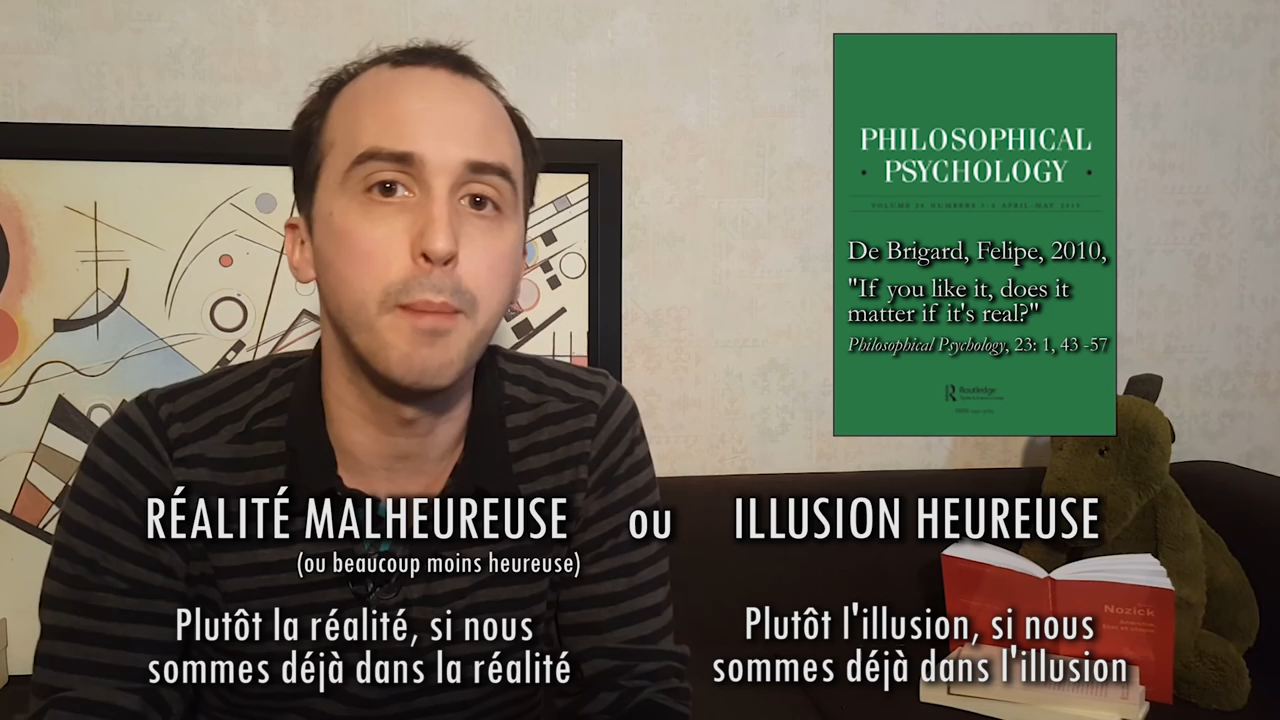 PHILOSOPHICAL
PSYCHOLOGY
De Brigard, Felipe, 2010,
"If you like it, does it
matter if it's real?"
Philosophical Psychology, 23: 1, 43 -57
Routledge
RÉALITÉ MALHEUREUSE ou ILLUSION HEUREUSE
(ou beaucoup moins heureuse)
Nozick
Plutôt la réalité, si nous
sommes déjà dans la réalité
Plutôt l'illusion, si nous
sommes déjà dans l'illusion